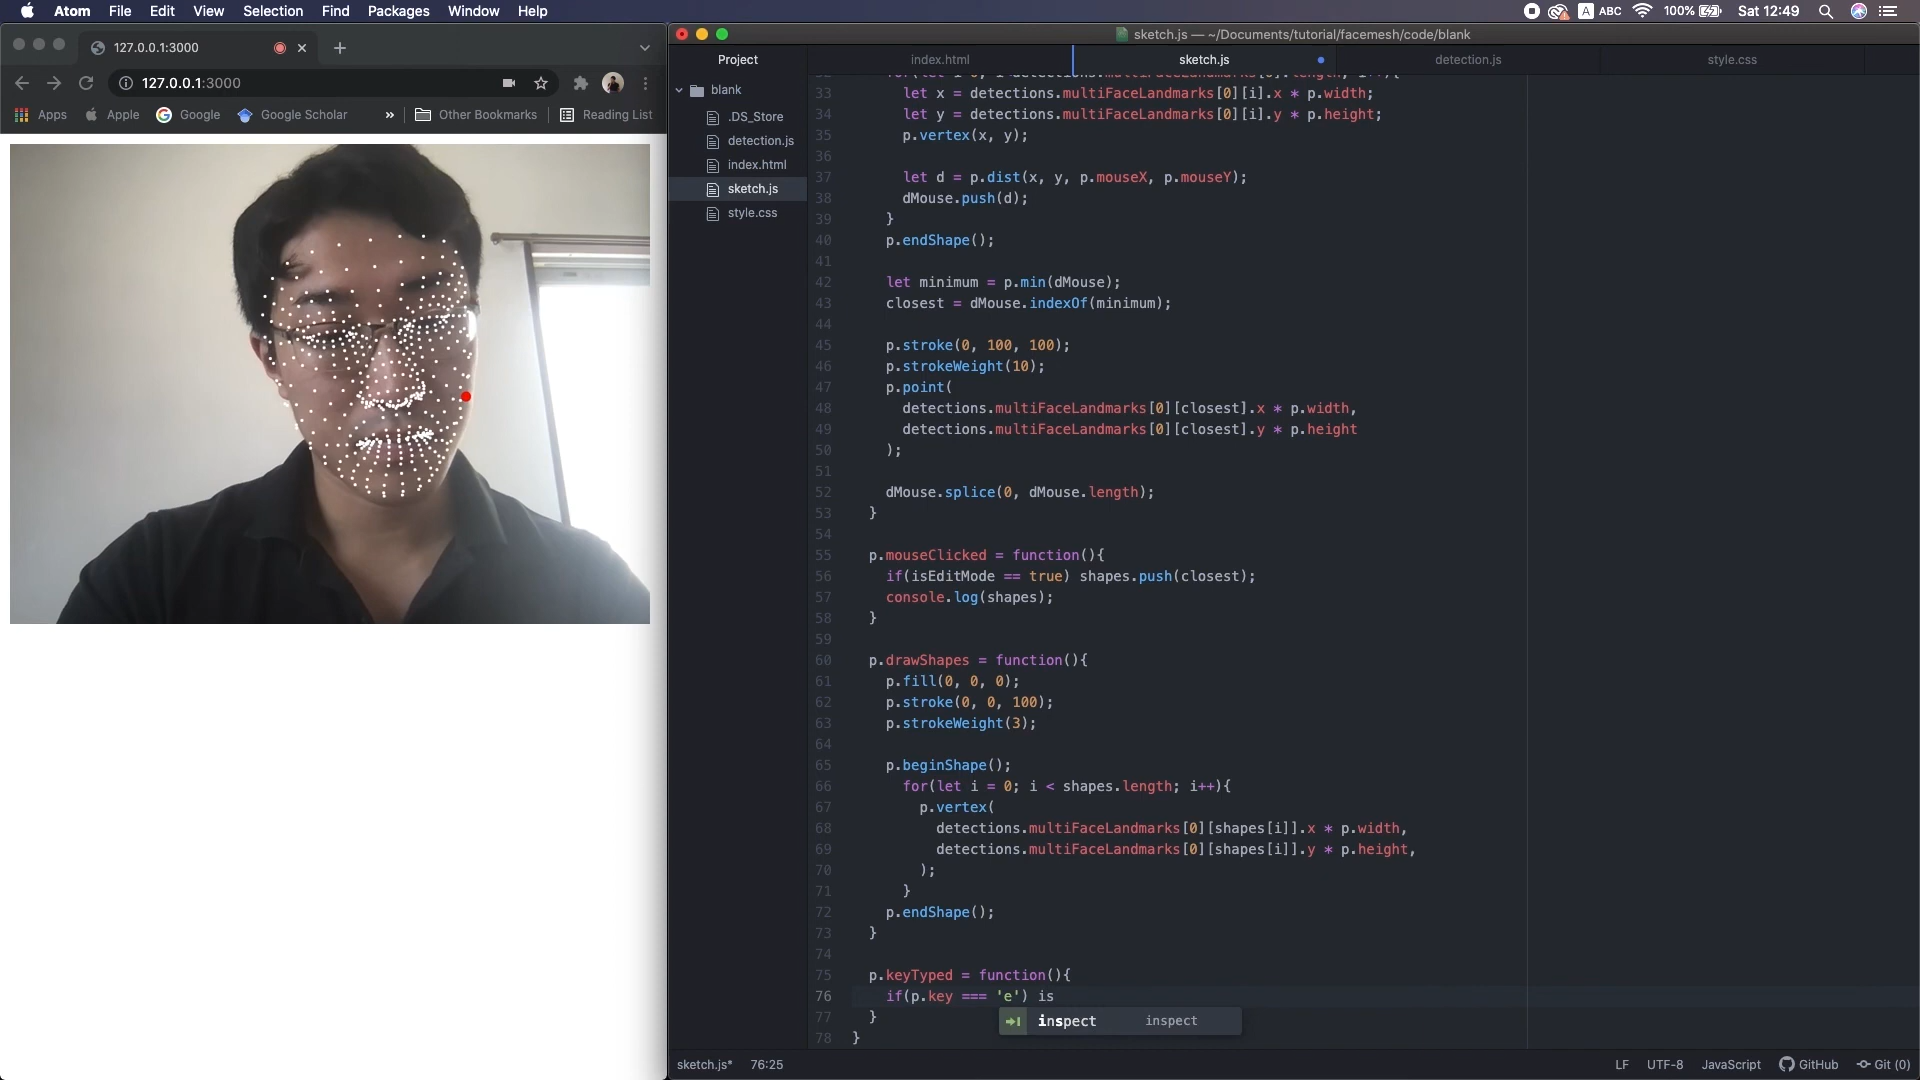 Atom File Edit View Selection Find Packages Window Help
A ABC 100% Sat 12:49
127.0.0.1:3000
sketch.js — ~/Documents/tutorial/facemesh/code/blank
127.0.0.1:3000
Apps Apple Google Google Scholar » Other Bookmarks Reading List
Project
blank
.DS_Store
detection.js
index.html
sketch.js
style.css
index.html sketch.js detection.js style.css
33 let x = detections.multiFaceLandmarks[0][i].x * p.width;
34 let y = detections.multiFaceLandmarks[0][i].y * p.height;
35 p.vertex(x, y);
36
37 let d = p.dist(x, y, p.mouseX, p.mouseY);
38 dMouse.push(d);
39 }
40 p.endShape();
41
42 let minimum = p.min(dMouse);
43 closest = dMouse.indexOf(minimum);
44
45 p.stroke(0, 100, 100);
46 p.strokeWeight(10);
47 p.point(
48 detections.multiFaceLandmarks[0][closest].x * p.width,
49 detections.multiFaceLandmarks[0][closest].y * p.height
50 );
51
52 dMouse.splice(0, dMouse.length);
53 }
54
55 p.mouseClicked = function(){
56 if(isEditMode == true) shapes.push(closest);
57 console.log(shapes);
58 }
59
60 p.drawShapes = function(){
61 p.fill(0, 0, 0);
62 p.stroke(0, 0, 100);
63 p.strokeWeight(3);
64
65 p.beginShape();
66 for(let i = 0; i < shapes.length; i++){
67 p.vertex(
68 detections.multiFaceLandmarks[0][shapes[i]].x * p.width,
69 detections.multiFaceLandmarks[0][shapes[i]].y * p.height,
70 );
71 }
72 p.endShape();
73 }
74
75 p.keyTyped = function(){
76 if(p.key === 'e') is
77 }
inspect inspect
78 }
sketch.js* 76:25 LF UTF-8 JavaScript GitHub Git (0)